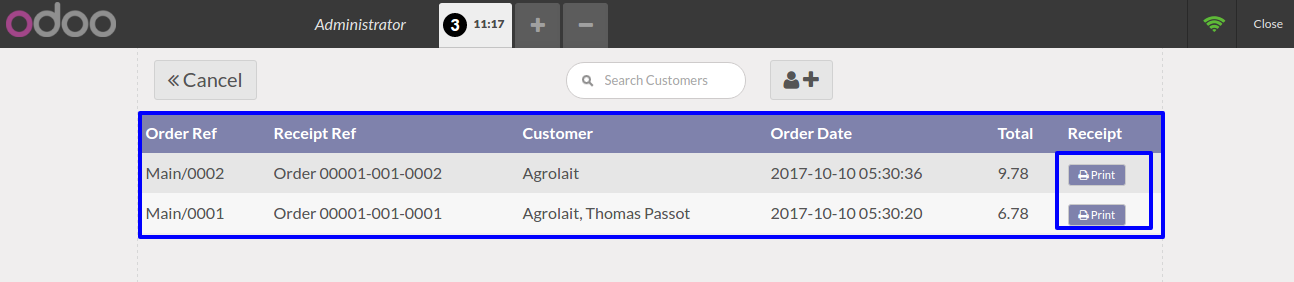 odoo Administrator 3 11:17 Close
Cancel Search Customers
Order Ref Receipt Ref Customer Order Date Total Receipt
Main/0002 Order 00001-001-0002 Agrolait 2017-10-10 05:30:36 9.78 Print
Main/0001 Order 00001-001-0001 Agrolait, Thomas Passot 2017-10-10 05:30:20 6.78 Print